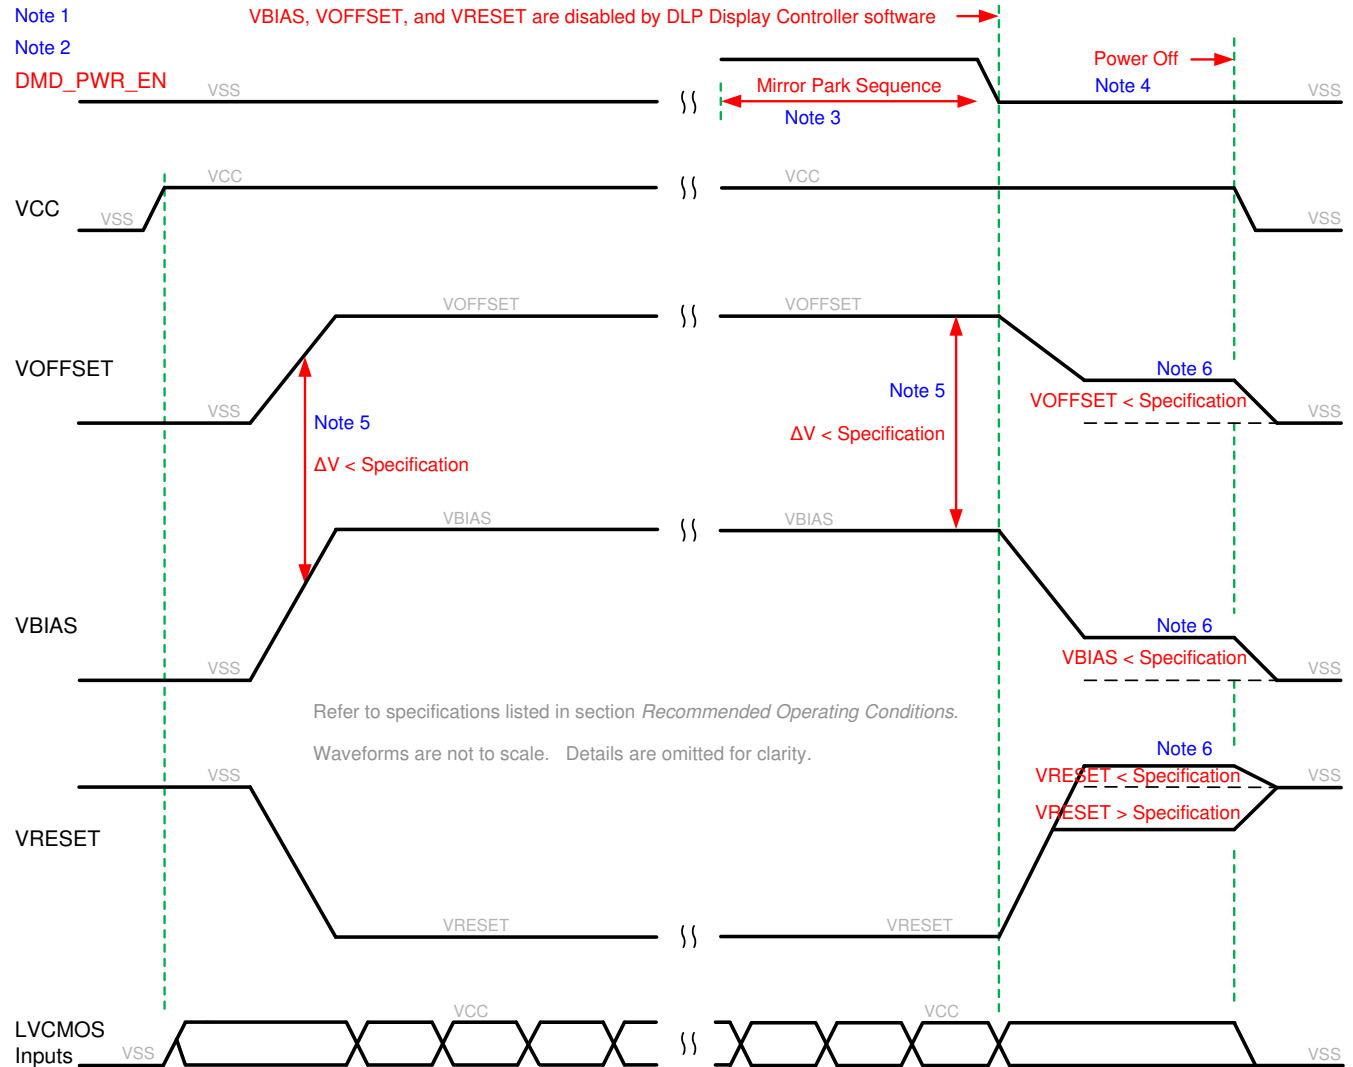 Note 1
VBIAS, VOFFSET, and VRESET are disabled by DLP Display Controller software
Note 2
Power Off
DMD_PWR_EN
VSS
Mirror Park Sequence
Note 4
VSS
Note 3
VCC
VCC
VCC
VSS
VSS
VOFFSET
VOFFSET
VOFFSET
Note 6
Note 5
VOFFSET < Specification
VSS
VSS
Note 5
ΔV < Specification
ΔV < Specification
VBIAS
VBIAS
VBIAS
Note 6
VBIAS < Specification
VSS
VSS
Refer to specifications listed in section Recommended Operating Conditions.
Waveforms are not to scale. Details are omitted for clarity.
Note 6
VSS
VRESET < Specification
VSS
VRESET > Specification
VRESET
VRESET
VRESET
VCC
VCC
LVCMOS
Inputs
VSS
VSS